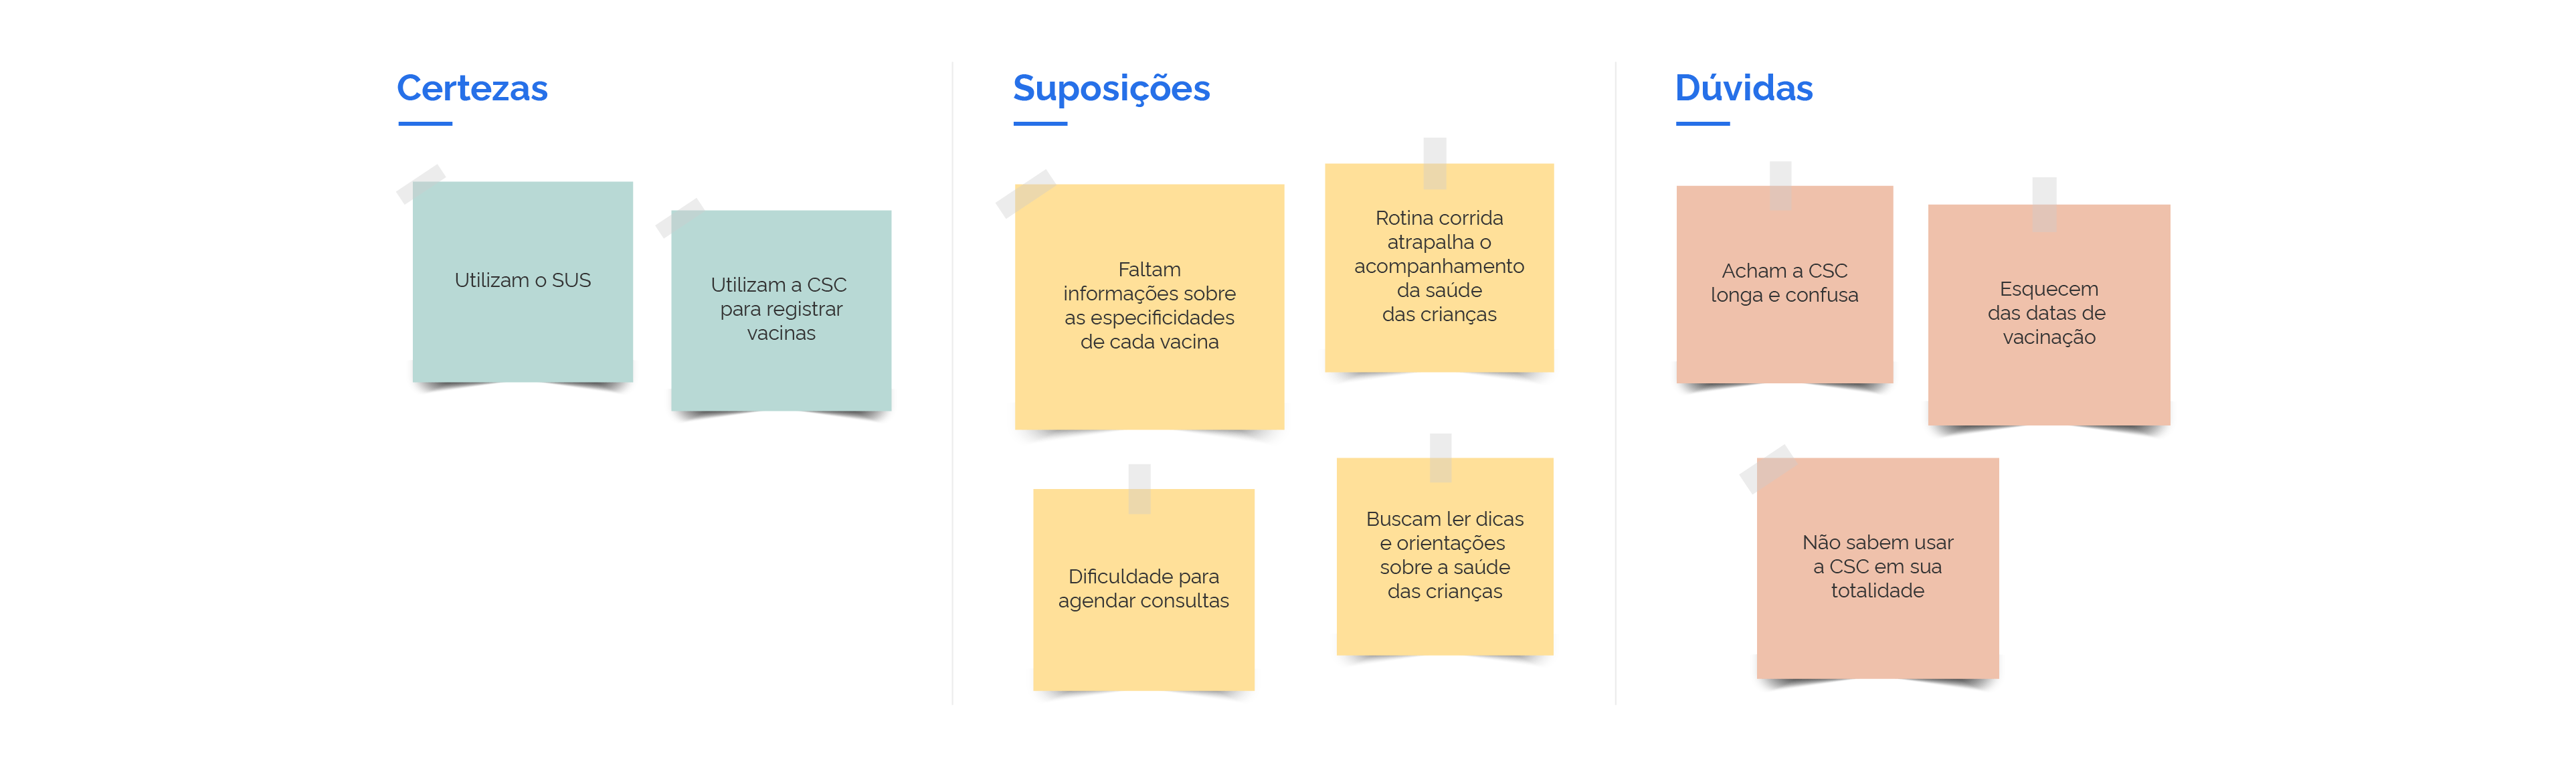 Certezas
Utilizam o SUS
Utilizam a CSC
para registrar
vacinas
Suposições
Faltam
informações sobre
as especificidades
de cada vacina
Rotina corrida
atrapalha o
acompanhamento
da saúde
das crianças
Dificuldade para
agendar consultas
Buscam ler dicas
e orientações
sobre a saúde
das crianças
Dúvidas
Acham a CSC
longa e confusa
Esquecem
das datas de
vacinação
Não sabem usar
a CSC em sua
totalidade